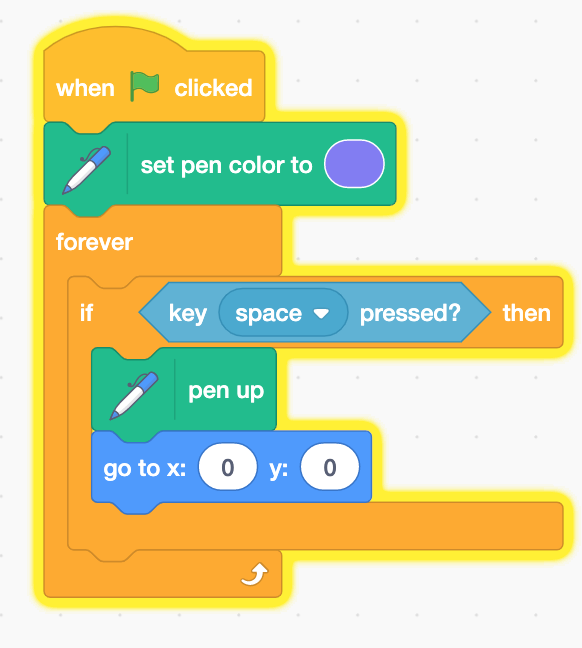 when clicked
set pen color to
forever
if key space pressed? then
pen up
go to x: 0 y: 0